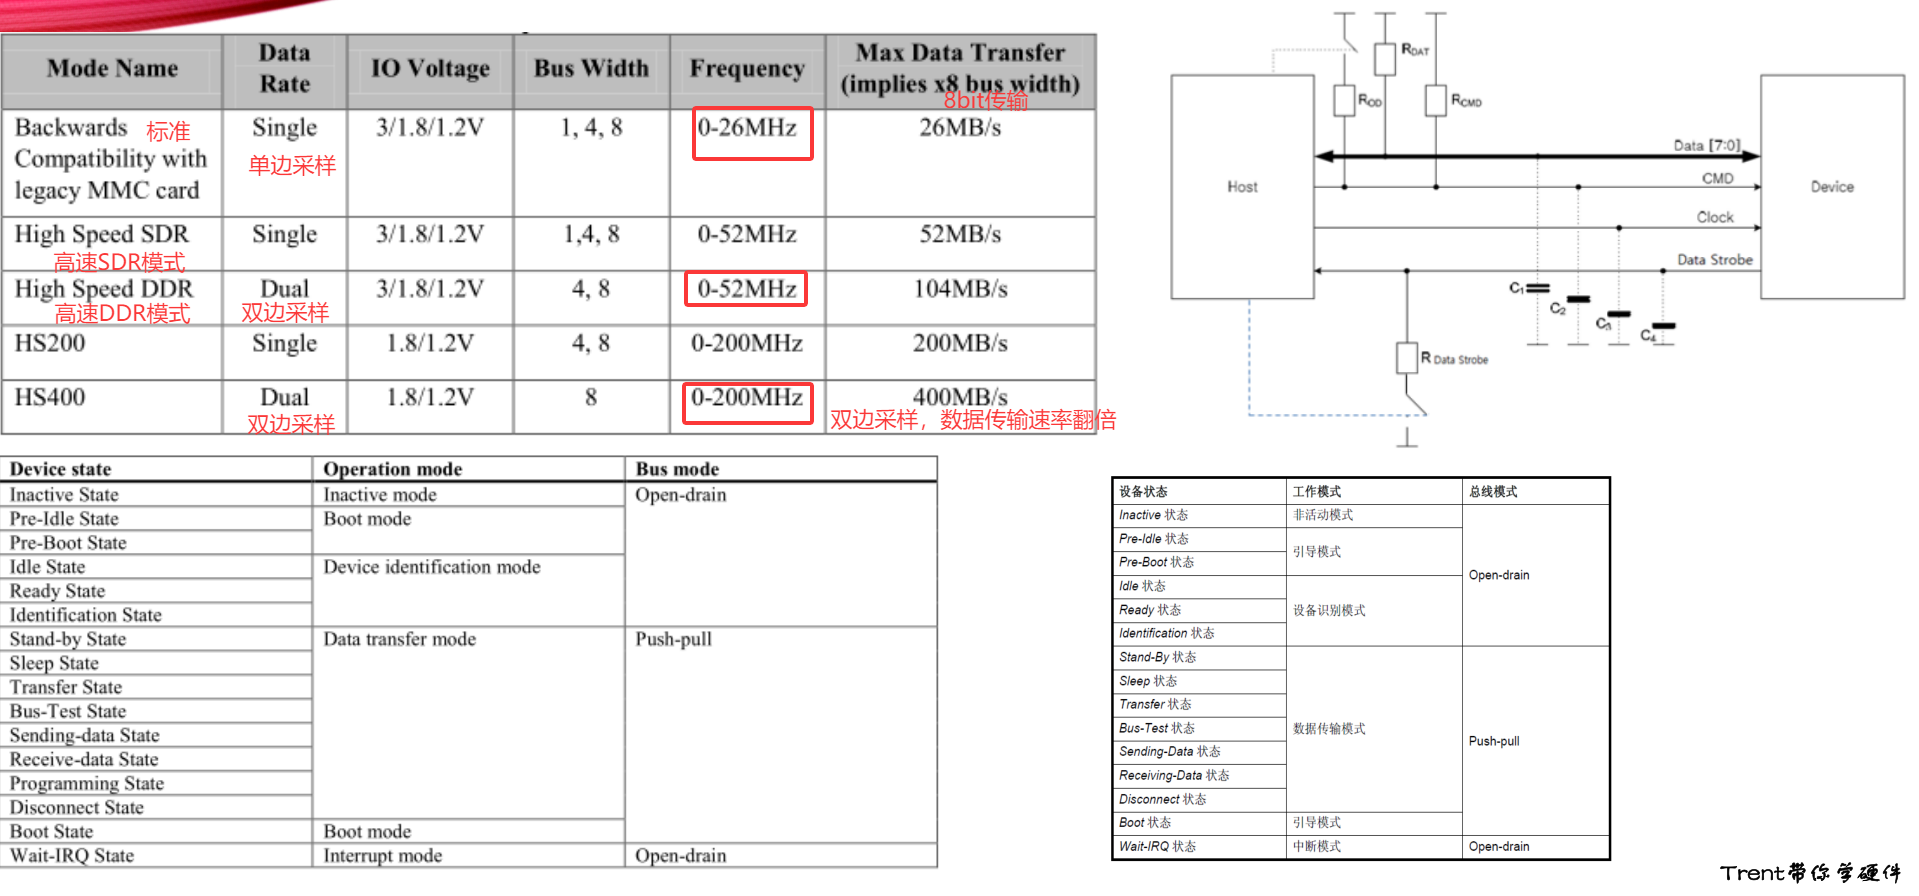 Mode Name	Data Rate	IO Voltage	Bus Width	Frequency	Max Data Transfer (implies x8 bus width)
8bit传输
Backwards Compatibility with legacy MMC card	Single	3/1.8/1.2V	1, 4, 8	0-26MHz	26MB/s
标准	单边采样
High Speed SDR	Single	3/1.8/1.2V	1,4, 8	0-52MHz	52MB/s
高速SDR模式
High Speed DDR	Dual	3/1.8/1.2V	4, 8	0-52MHz	104MB/s
高速DDR模式	双边采样
HS200	Single	1.8/1.2V	4, 8	0-200MHz	200MB/s
HS400	Dual	1.8/1.2V	8	0-200MHz	400MB/s
双边采样	双边采样，数据传输速率翻倍
RDAT
ROD
RCMD
Data [7:0]
CMD
Host
Device
Clock
Data Strobe
C1
C2
C3
C4
R Data Strobe
Device state	Operation mode	Bus mode
Inactive State	Inactive mode	Open-drain
Pre-Idle State	Boot mode
Pre-Boot State
Idle State	Device identification mode
Ready State
Identification State
Stand-by State	Data transfer mode	Push-pull
Sleep State
Transfer State
Bus-Test State
Sending-data State
Receive-data State
Programming State
Disconnect State
Boot State	Boot mode
Wait-IRQ State	Interrupt mode	Open-drain
设备状态	工作模式	总线模式
Inactive 状态	非活动模式	Open-drain
Pre-Idle 状态	引导模式
Pre-Boot 状态
Idle 状态	设备识别模式
Ready 状态
Identification 状态
Stand-By 状态	数据传输模式	Push-pull
Sleep 状态
Transfer 状态
Bus-Test 状态
Sending-Data 状态
Receiving-Data 状态
Disconnect 状态
Boot 状态	引导模式
Wait-IRQ 状态	中断模式	Open-drain
Trent带你学硬件